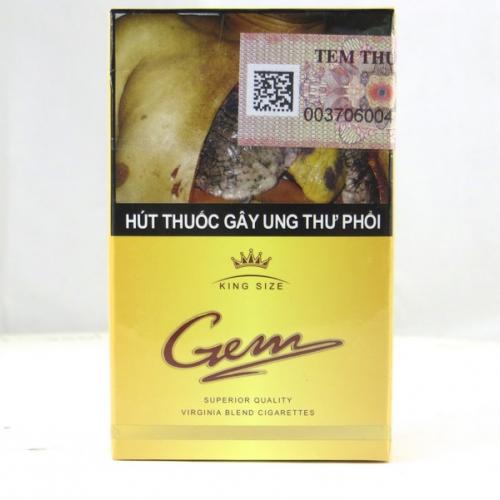 TEM THU
003706004
HÚT THUỐC GÂY UNG THƯ PHỔI
KING SIZE
Gem
SUPERIOR QUALITY
VIRGINIA BLEND CIGARETTES